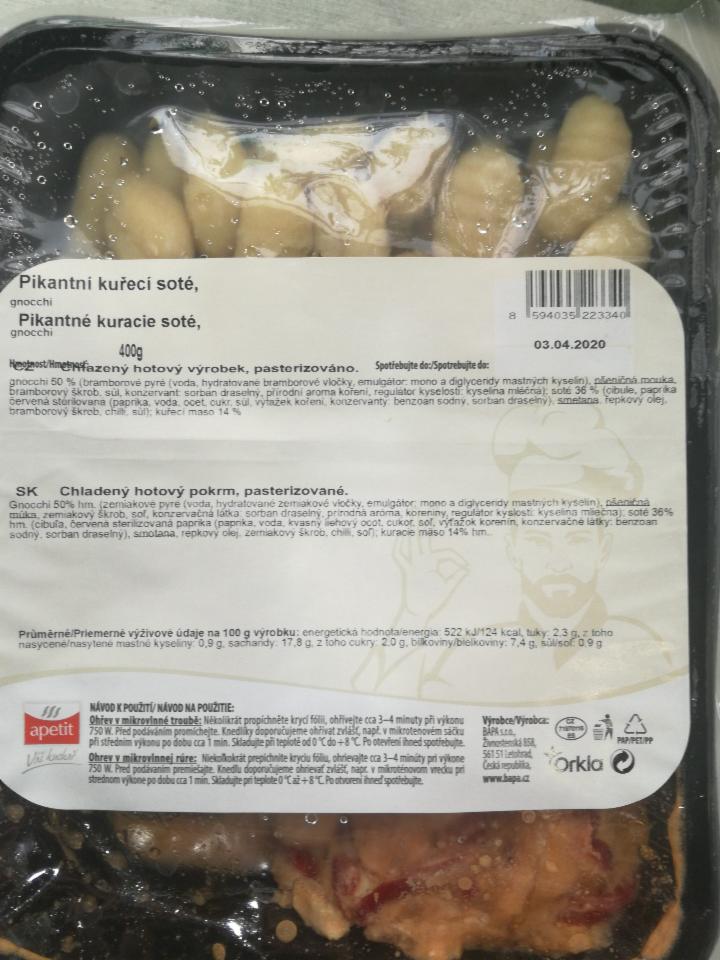 Pikantní kuřecí soté,
gnocchi
Pikantné kuracie soté,
gnocchi
8 594035 223340
400g
03.04.2020
Hmotnost/Hmotnosť:
Chlazený hotový výrobek, pasterizováno. Spotřebujte do:/Spotrebujte do:
gnocchi 50 % (bramborové pyré (voda, hydratované bramborové vločky, emulgátor: mono a diglyceridy mastných kyselin), pšeničná mouka,
bramborový škrob, sůl, konzervant: sorban draselný, přírodní aroma koření, regulátor kyselosti: kyselina mléčná); soté 36 % (cibule, paprika
červená sterilovaná (paprika, voda, ocet, cukr, sůl, výtažek koření, konzervanty: benzoan sodný, sorban draselný), smetana, řepkový olej,
bramborový škrob, chilli, sůl); kuřecí maso 14 %
SK Chladený hotový pokrm, pasterizované.
Gnocchi 50% hm. (zemiakové pyré (voda, hydratované zemiakové vločky, emulgátor: mono a diglyceridy mastných kyselín), pšeničná
múka, zemiakový škrob, soľ, konzervačná látka: sorban draselný, prírodná aróma, koreniny, regulátor kyslosti: kyselina mliečna); soté 36%
hm. (cibuľa, červená sterilizovaná paprika (paprika, voda, kvasný liehový ocot, cukor, soľ, výťažok korenín, konzervačné látky: benzoan
sodný, sorban draselný), smotana, repkový olej, zemiakový škrob, chilli, soľ); kuracie mäso 14% hm..
Průměrné/Priemerné výživové údaje na 100 g výrobku: energetická hodnota/energia: 522 kJ/124 kcal, tuky: 2,3 g, z toho
nasycené/nasýtené mastné kyseliny: 0,9 g, sacharidy: 17,8 g, z toho cukry: 2,0 g, bílkoviny/bielkoviny: 7,4 g, sůl/soľ: 0,9 g
apetit
Váš kuchař
NÁVOD K POUŽITÍ/ NÁVOD NA POUŽITIE:
Ohřev v mikrovlnné troubě: Několikrát propíchněte krycí fólii, ohřívejte cca 3–4 minuty při výkonu
750 W. Před podáváním promíchejte. Knedlíky doporučujeme ohřívat zvlášť, např. v mikrotenovém sáčku
při středním výkonu po dobu cca 1 min. Skladujte při teplotě od 0 °C do +8 °C. Po otevření ihned spotřebujte.
Ohrev v mikrovlnnej rúre: Niekoľkokrát prepichnite kryciu fóliu, ohrievajte cca 3–4 minúty pri výkone
750 W. Pred podávaním premiešajte. Knedľu doporučujeme ohrievať zvlášť, napr. v mikroténovom vrecku pri
strednom výkone po dobu cca 1 min. Skladujte pri teplote 0 °C až +8 °C. Po otvorení ihneď spotrebujte.
Výrobce/Výrobca:
BAPA s.r.o.,
Živnostenská 858,
561 51 Letohrad,
Česká republika,
www.bapa.cz
CZ
ES
PAP/PET/PP
Orkla